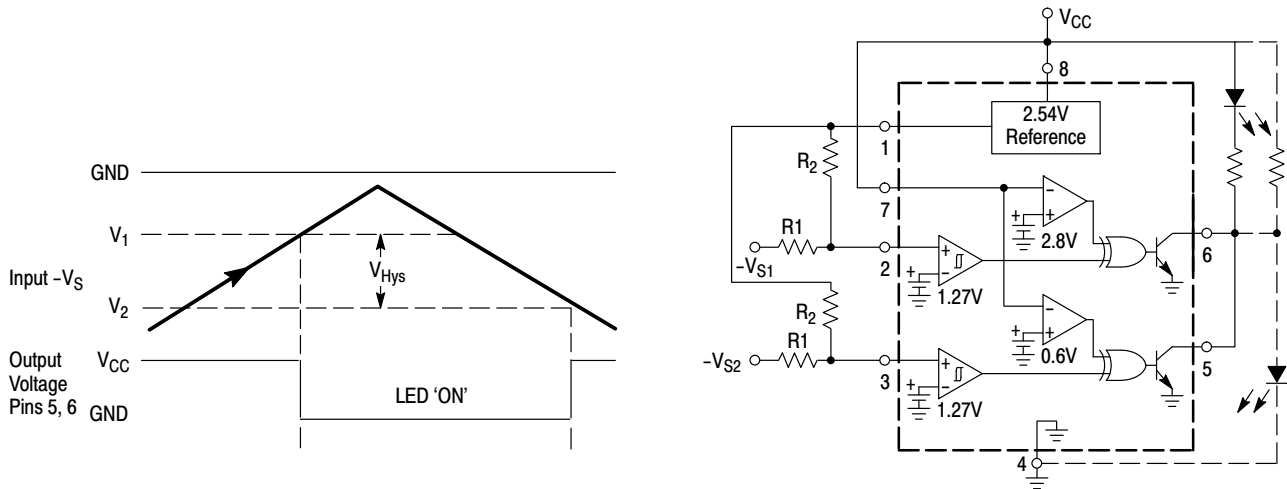 GND
V1
VHys
Input –VS
V2
Output
Voltage
Pins 5, 6
VCC
GND
LED ‘ON’
VCC
8
2.54V
Reference
1
R2
7
–
+
+
2.8V
6
R1
–VS1
2
+
–
+
1.27V
R2
–
+
+
0.6V
5
R1
–VS2
3
+
–
+
1.27V
4